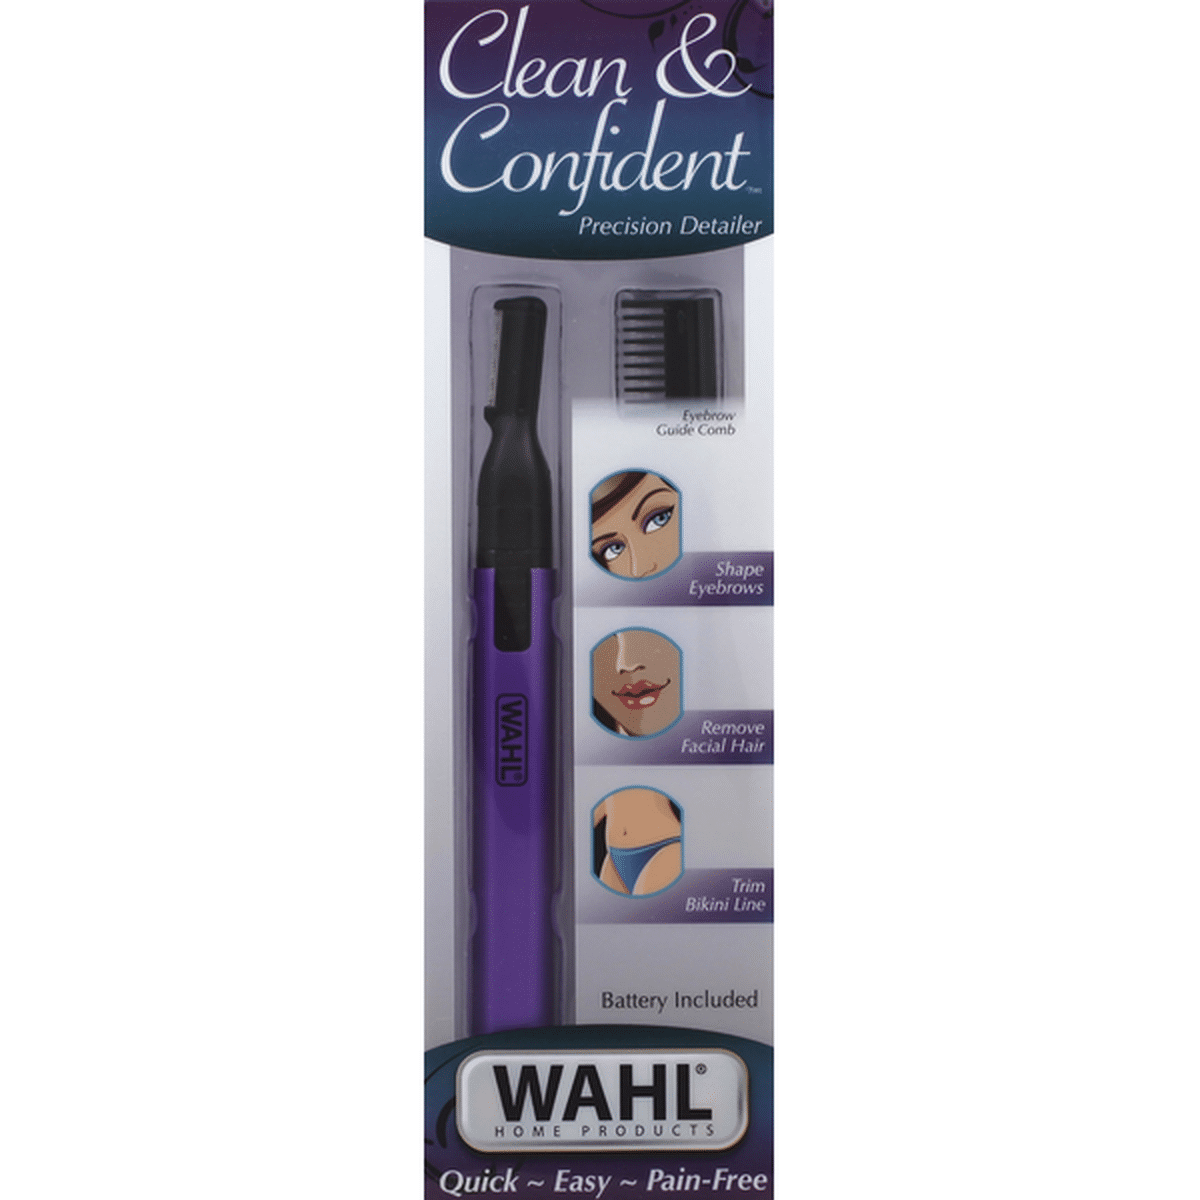 Clean &
Confident™
Precision Detailer
Eyebrow
Guide Comb
Shape
Eyebrows
WAHL®
Remove
Facial Hair
Trim
Bikini Line
Battery Included
WAHL®
HOME PRODUCTS
Quick ~ Easy ~ Pain-Free